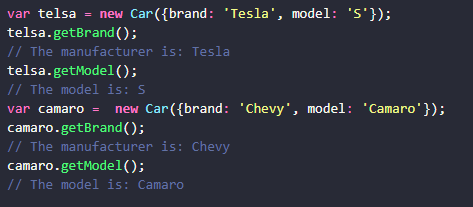 var telsa = new Car({brand: 'Tesla', model: 'S'});
telsa.getBrand();
// The manufacturer is: Tesla
telsa.getModel();
// The model is: S
var camaro =  new Car({brand: 'Chevy', model: 'Camaro'});
camaro.getBrand();
// The manufacturer is: Chevy
camaro.getModel();
// The model is: Camaro